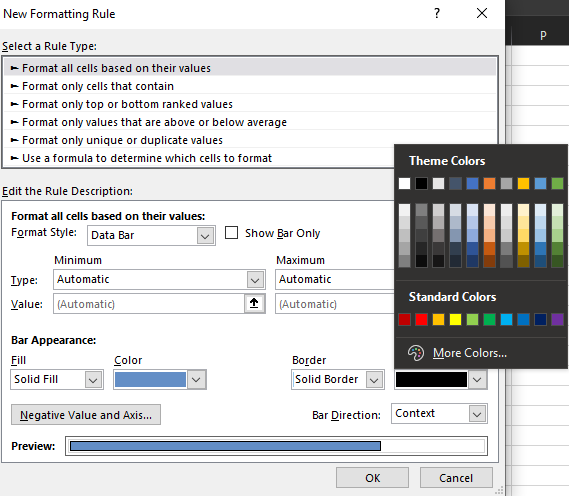 New Formatting Rule ? ×
P
Select a Rule Type:
► Format all cells based on their values
► Format only cells that contain
► Format only top or bottom ranked values
► Format only values that are above or below average
► Format only unique or duplicate values
► Use a formula to determine which cells to format
Theme Colors
Edit the Rule Description:
Format all cells based on their values:
Format Style: Data Bar Show Bar Only
Minimum Maximum
Type: Automatic Automatic
Value: (Automatic) (Automatic)
Standard Colors
Bar Appearance:
More Colors...
Fill Color Border
Solid Fill Solid Border
Negative Value and Axis... Bar Direction: Context
Preview:
OK Cancel